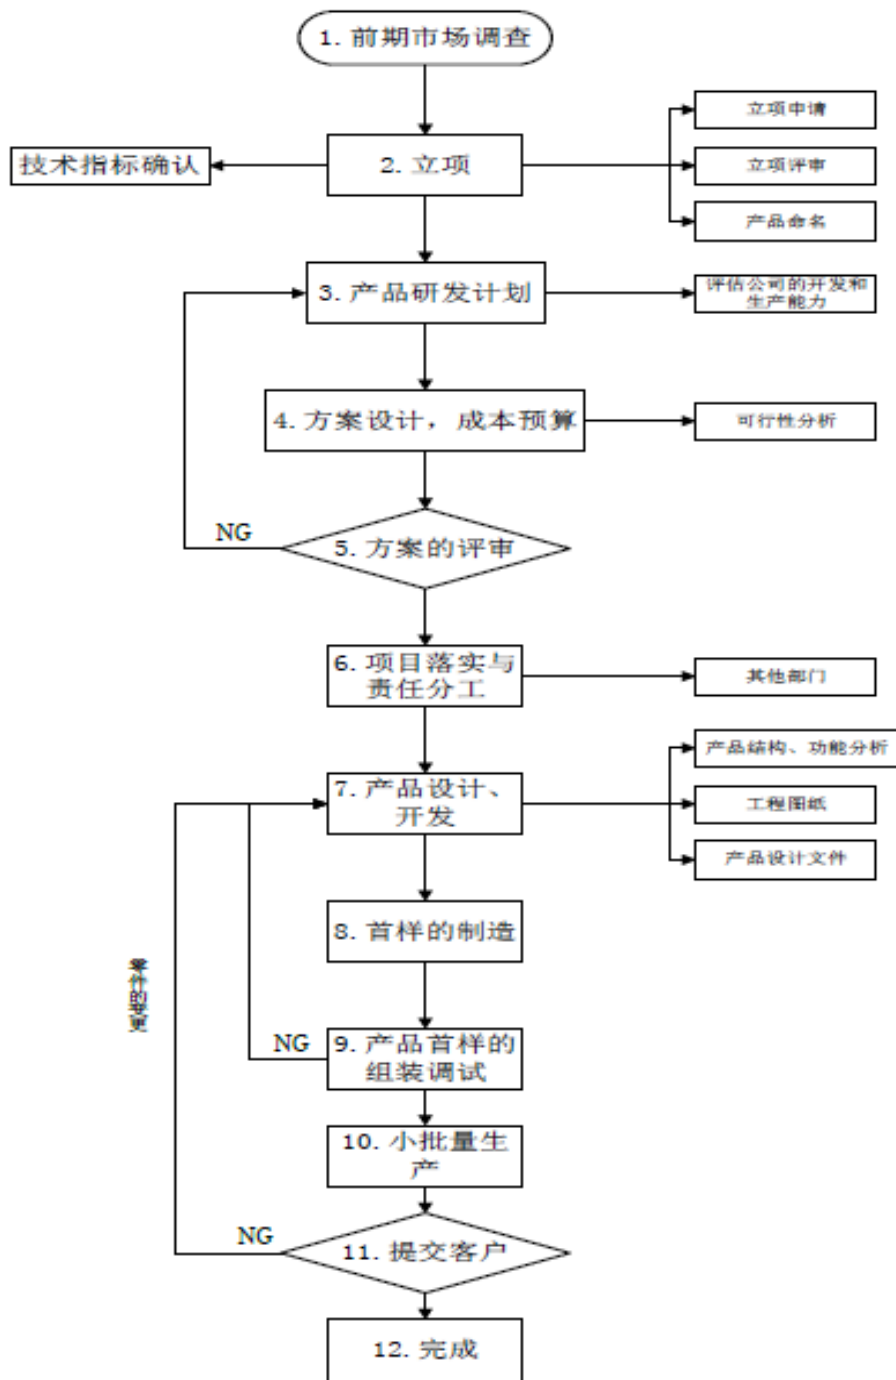 1. 前期市场调查
立项申请
技术指标确认
2. 立项
立项评审
产品命名
3. 产品研发计划
评估公司的开发和
生产能力
4. 方案设计，成本预算
可行性分析
NG
5. 方案的评审
6. 项目落实与
责任分工
其他部门
产品结构、功能分析
7. 产品设计、
开发
工程图纸
产品设计文件
8. 首样的制造
零件的变更
NG
9. 产品首样的
组装调试
10. 小批量生
产
NG
11. 提交客户
12. 完成